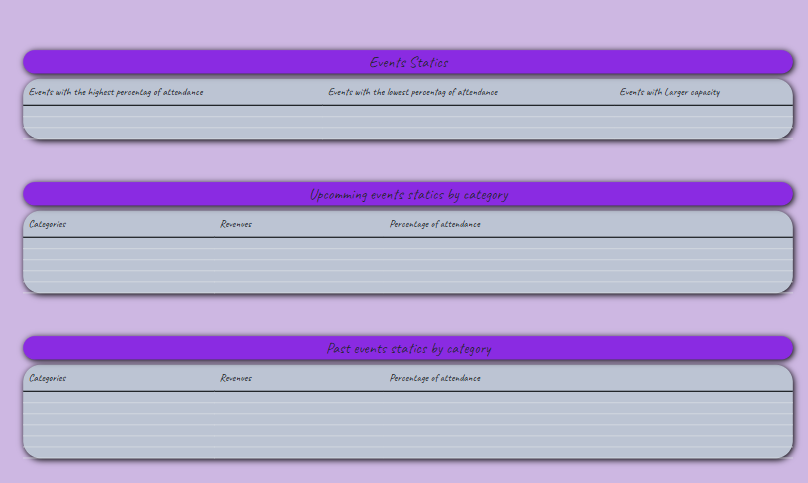 Events Statics
Events with the highest percentag of attendance Events with the lowest percentag of attendance Events with Larger capacity
Upcomming events statics by category
Categories Revenues Percentage of attendance
Past events statics by category
Categories Revenues Percentage of attendance